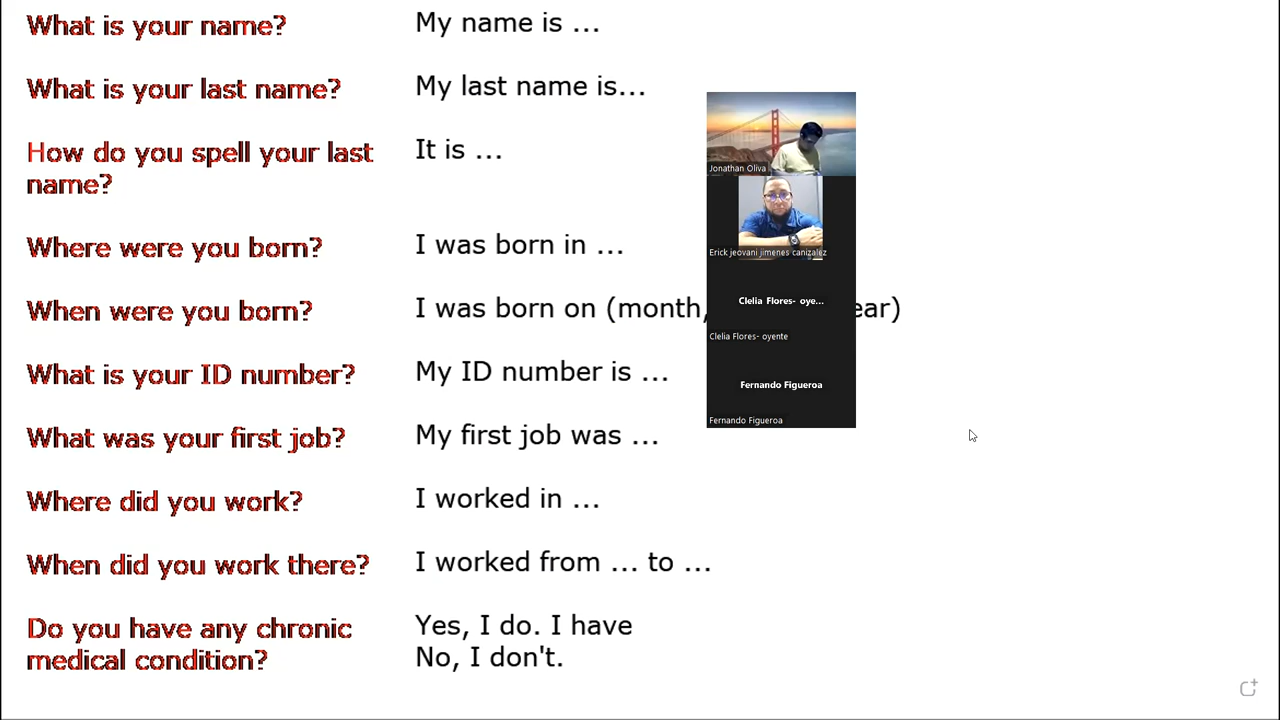 What is your name? My name is ...
What is your last name? My last name is...
How do you spell your last It is ...
name?
Where were you born? I was born in ...
When were you born? I was born on (month, ear)
What is your ID number? My ID number is ...
What was your first job? My first job was ...
Where did you work? I worked in ...
When did you work there? I worked from ... to ...
Do you have any chronic Yes, I do. I have
medical condition? No, I don't.
Jonathan Oliva
Erick jeovani jimenes canizalez
Clelia Flores- oye...
Clelia Flores- oyente
Fernando Figueroa
Fernando Figueroa